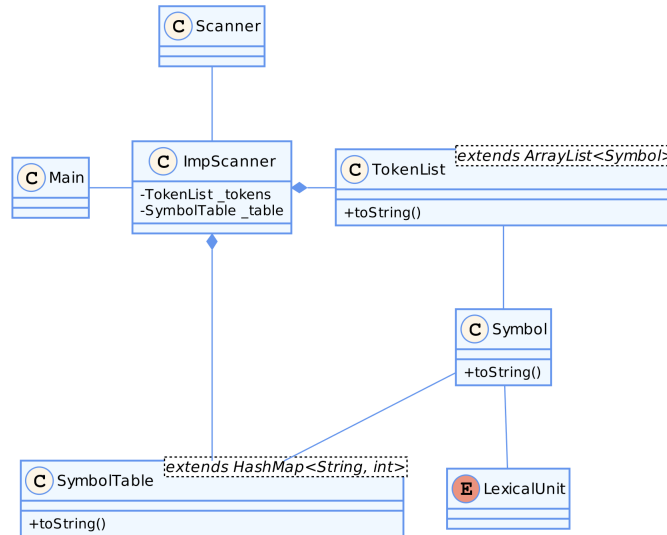 C Scanner
C ImpScanner
-TokenList _tokens
-SymbolTable _table
C Main
extends ArrayList<Symbol>
C TokenList
+toString()
C Symbol
+toString()
extends HashMap<String, int>
C SymbolTable
+toString()
E LexicalUnit